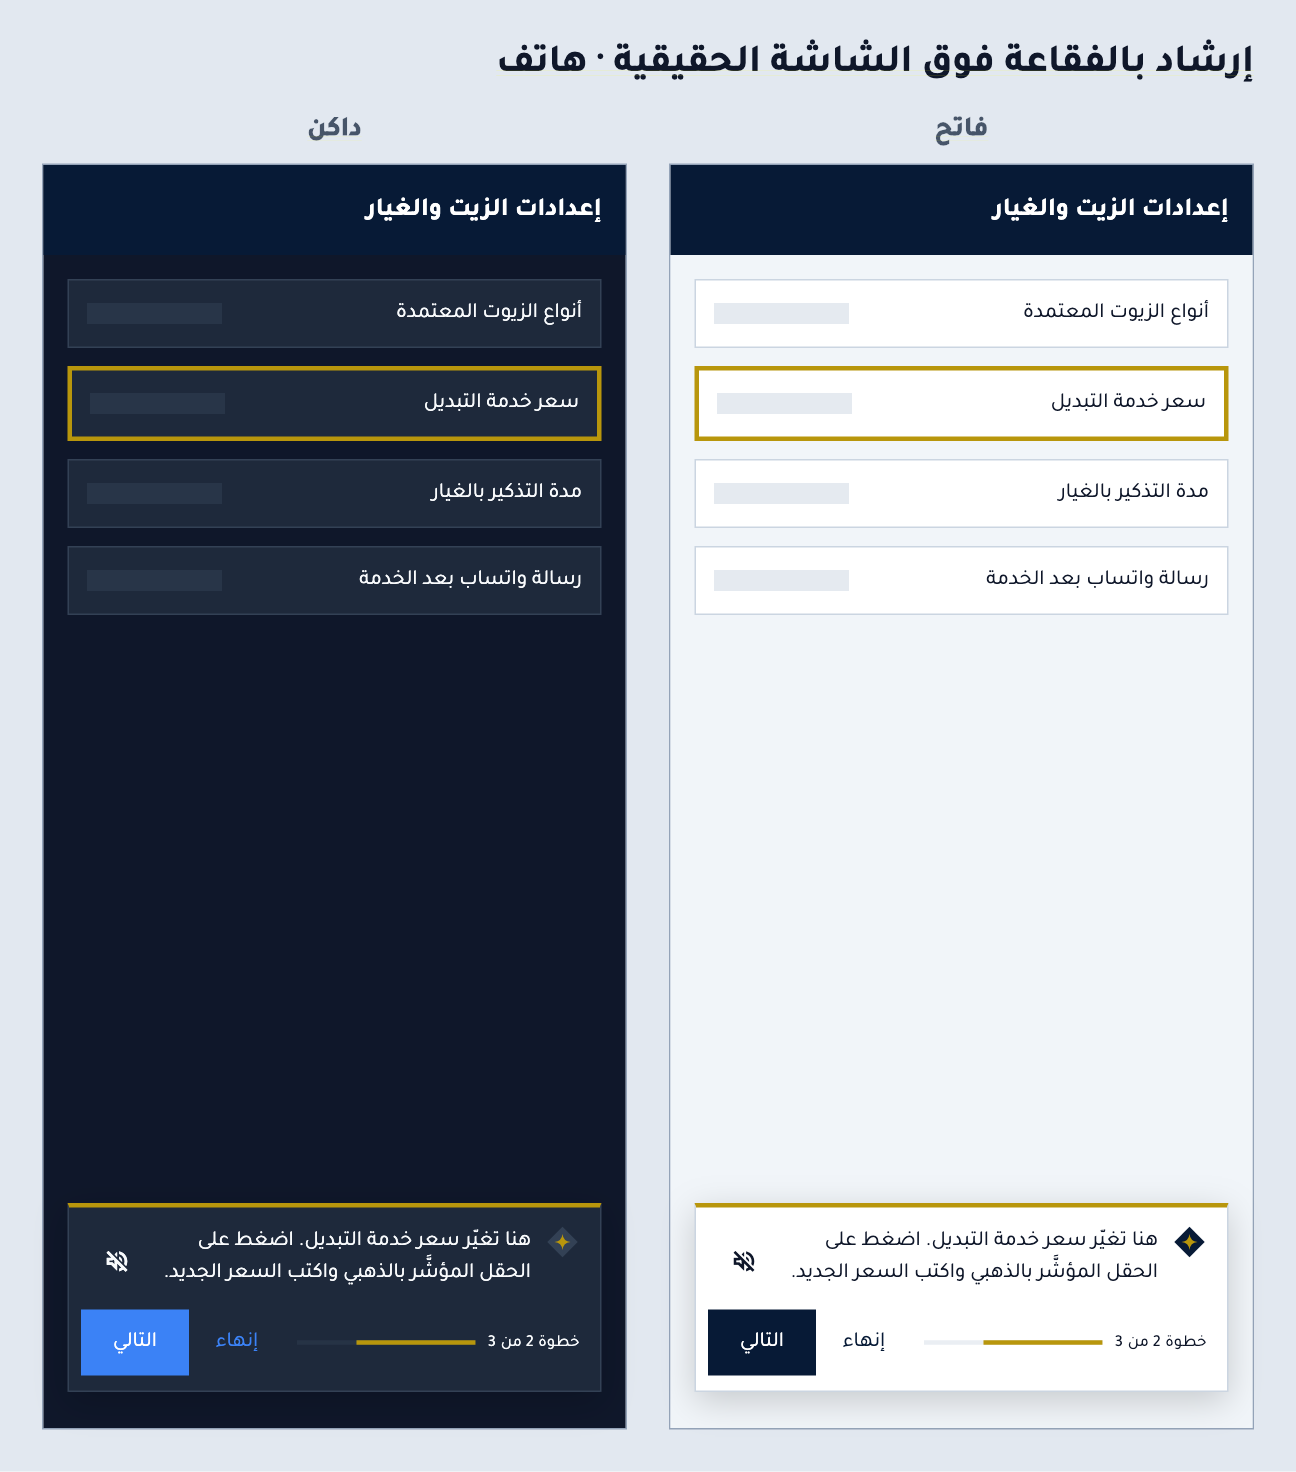 إرشاد بالفقاعة فوق الشاشة الحقيقية · هاتف
فاتح
إعدادات الزيت والغيار
أنواع الزيوت المعتمدة
سعر خدمة التبديل
مدة التذكير بالغيار
رسالة واتساب بعد الخدمة
هنا تغيّر سعر خدمة التبديل. اضغط على
الحقل المؤشَّر بالذهبي واكتب السعر الجديد.
خطوة 2 من 3
إنهاء
التالي
داكن
إعدادات الزيت والغيار
أنواع الزيوت المعتمدة
سعر خدمة التبديل
مدة التذكير بالغيار
رسالة واتساب بعد الخدمة
هنا تغيّر سعر خدمة التبديل. اضغط على
الحقل المؤشَّر بالذهبي واكتب السعر الجديد.
خطوة 2 من 3
إنهاء
التالي